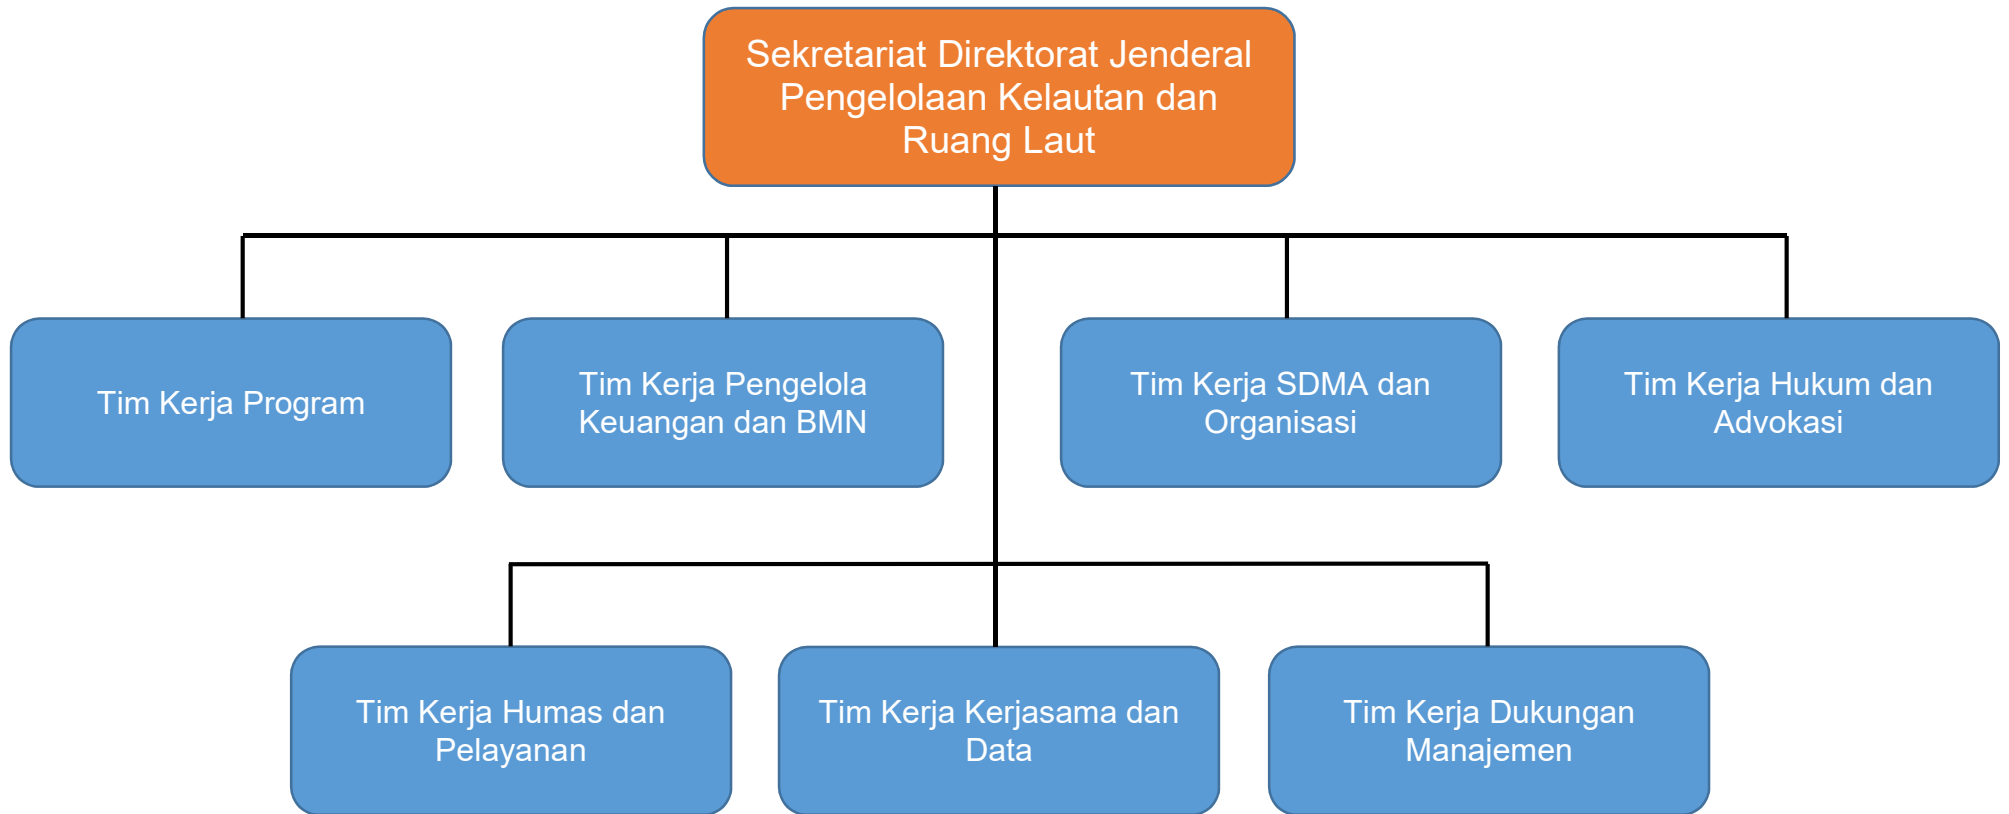 Sekretariat Direktorat Jenderal
Pengelolaan Kelautan dan
Ruang Laut
Tim Kerja Program
Tim Kerja Pengelola
Keuangan dan BMN
Tim Kerja SDMA dan
Organisasi
Tim Kerja Hukum dan
Advokasi
Tim Kerja Humas dan
Pelayanan
Tim Kerja Kerjasama dan
Data
Tim Kerja Dukungan
Manajemen